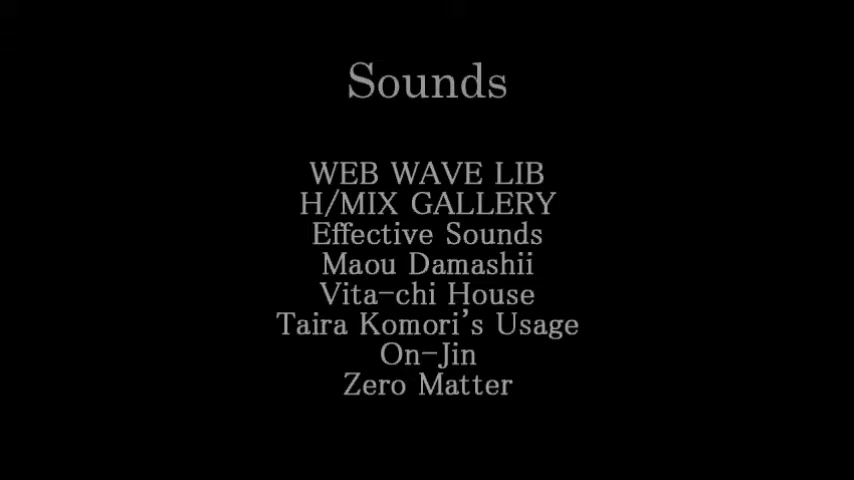 Sounds
WEB WAVE LIB
H/MIX GALLERY
Effective Sounds
Maou Damashii
Vita-chi House
Taira Komori's Usage
On-Jin
Zero Matter